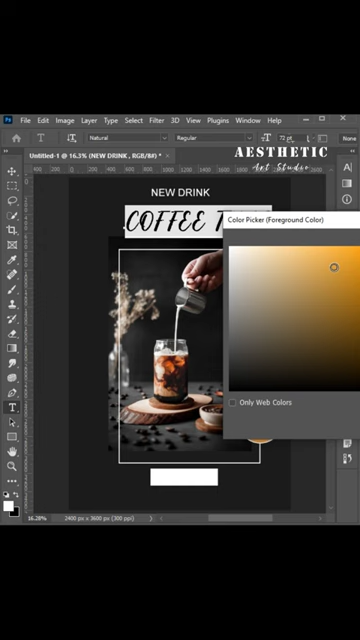 Ps File Edit Image Layer Type Select Filter 3D View Plugins Window Help
T Natural Regular 72 pt None
AESTHETIC
Art Studio
Untitled-1 @ 16.3% (NEW DRINK, RGB/8#) * ×
NEW DRINK
COFFEE T
Color Picker (Foreground Color)
Only Web Colors
16.28% 2400 px x 3600 px (300 ppi)